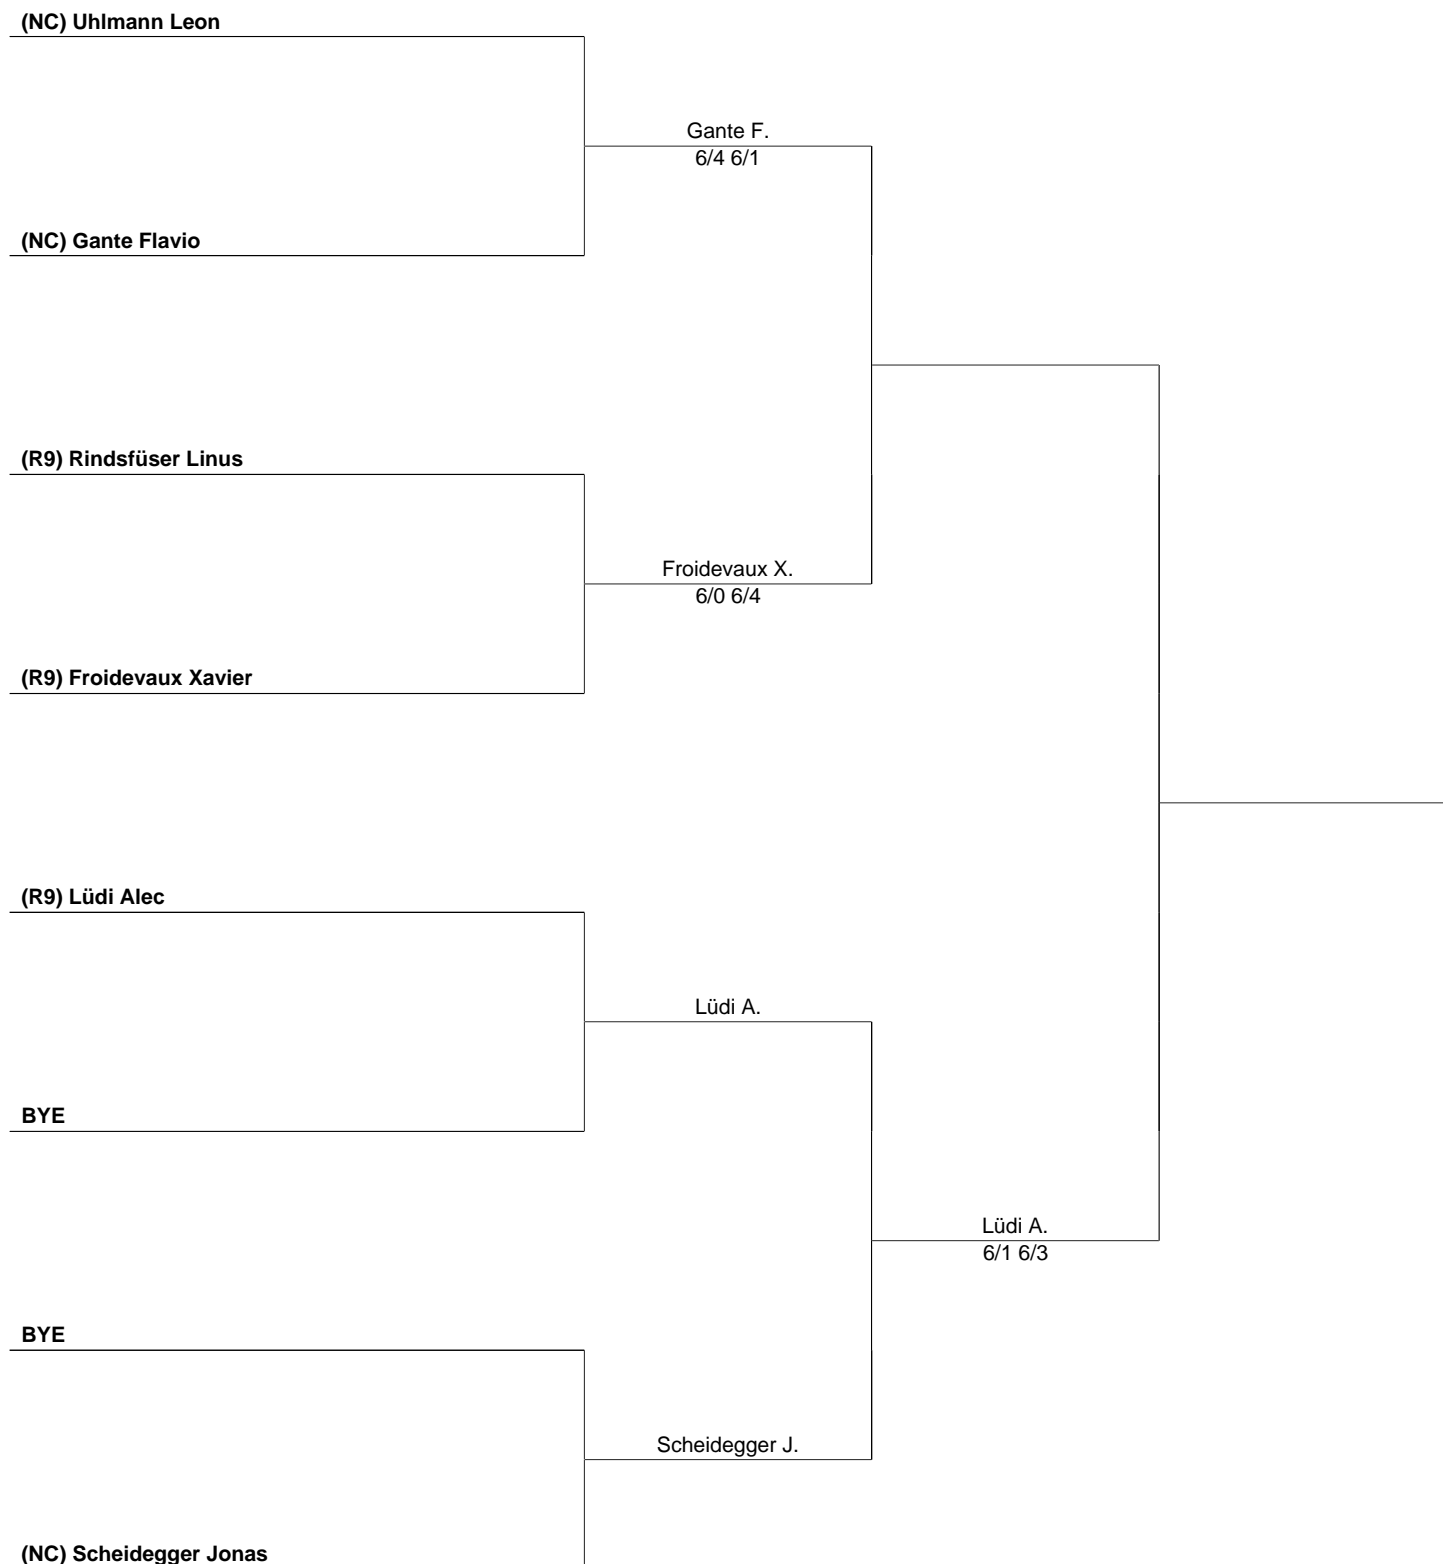 (NC) Uhlmann Leon
Gante F.
6/4 6/1
(NC) Gante Flavio
(R9) Rindsfüser Linus
Froidevaux X.
6/0 6/4
(R9) Froidevaux Xavier
(R9) Lüdi Alec
Lüdi A.
BYE
Lüdi A.
6/1 6/3
BYE
Scheidegger J.
(NC) Scheidegger Jonas